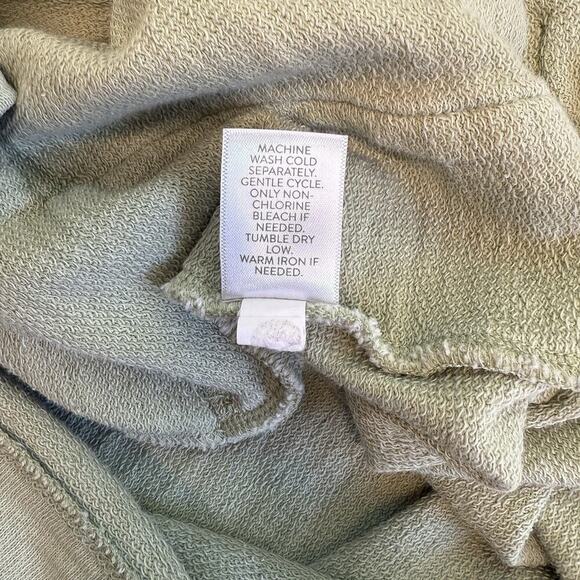 MACHINE
WASH COLD
SEPARATELY.
GENTLE CYCLE.
ONLY NON-
CHLORINE
BLEACH IF
NEEDED.
TUMBLE DRY
LOW.
WARM IRON IF
NEEDED.